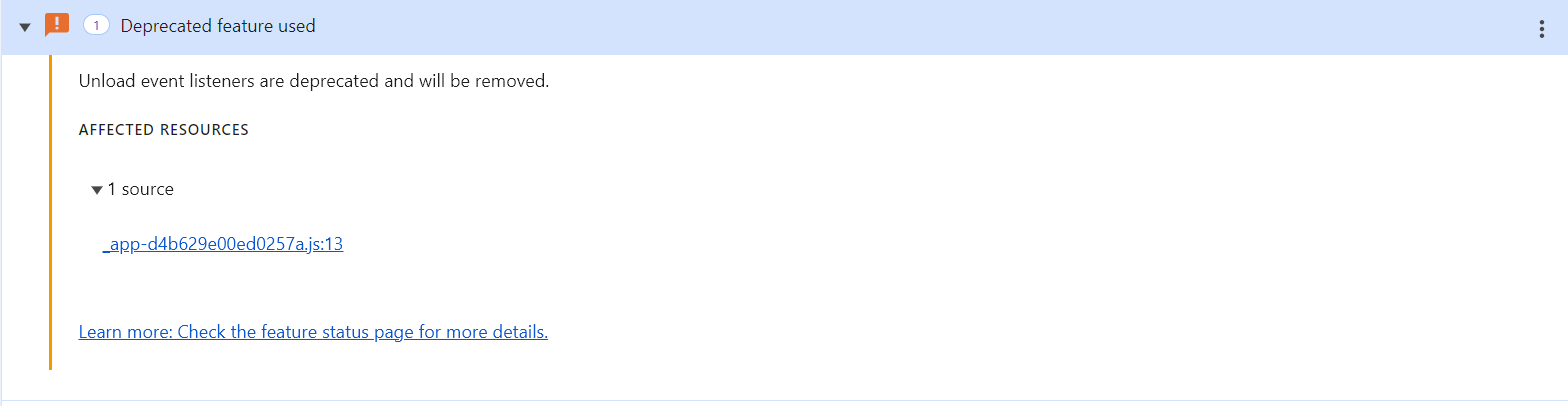 1 Deprecated feature used
Unload event listeners are deprecated and will be removed.
AFFECTED RESOURCES
1 source
_app-d4b629e00ed0257a.js:13
Learn more: Check the feature status page for more details.